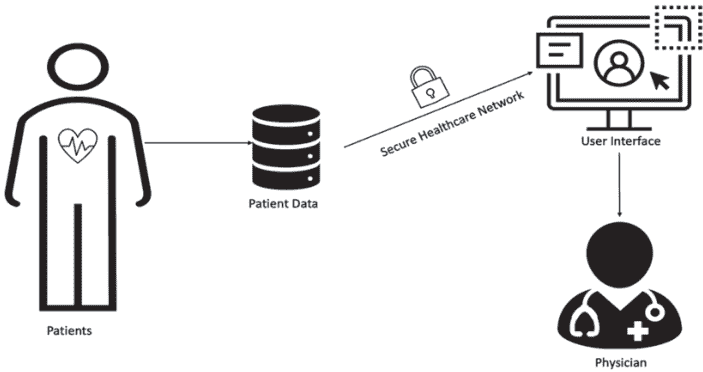 Patients
Patient Data
Secure Healthcare Network
User Interface
Physician